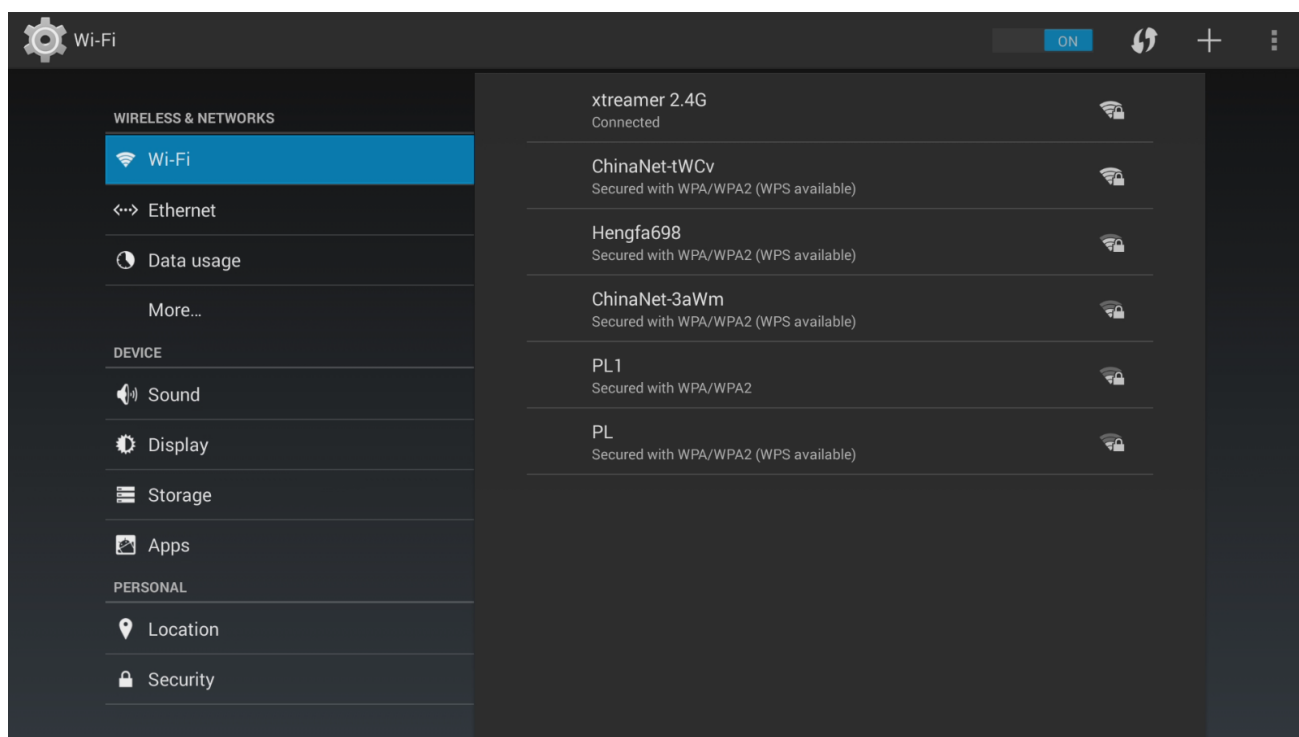 Wi-Fi
ON
WIRELESS & NETWORKS
Wi-Fi
Ethernet
Data usage
More...
DEVICE
Sound
Display
Storage
Apps
PERSONAL
Location
Security
xtreamer 2.4G
Connected
ChinaNet-tWCv
Secured with WPA/WPA2 (WPS available)
Hengfa698
Secured with WPA/WPA2 (WPS available)
ChinaNet-3aWm
Secured with WPA/WPA2 (WPS available)
PL1
Secured with WPA/WPA2
PL
Secured with WPA/WPA2 (WPS available)